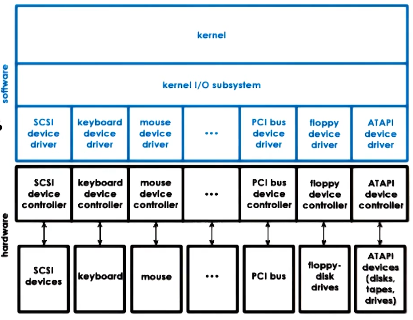 kernel
kernel I/O subsystem
software
SCSI device driver
keyboard device driver
mouse device driver
•••
PCI bus device driver
floppy device driver
ATAPI device driver
hardware
SCSI device controller
keyboard device controller
mouse device controller
•••
PCI bus device controller
floppy device controller
ATAPI device controller
SCSI devices
keyboard
mouse
•••
PCI bus
floppy-disk drives
ATAPI devices (disks, tapes, drives)